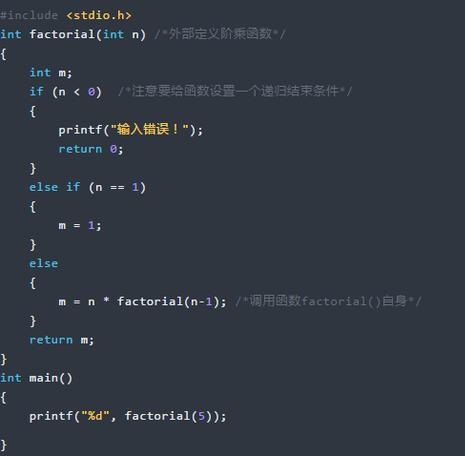 #include <stdio.h>
int factorial(int n) /*外部定义阶乘函数*/
{
    int m;
    if (n < 0)  /*注意要给函数设置一个递归结束条件*/
    {
        printf("输入错误！");
        return 0;
    }
    else if (n == 1)
    {
        m = 1;
    }
    else
    {
        m = n * factorial(n-1); /*调用函数factorial()自身*/
    }
    return m;
}
int main()
{
    printf("%d", factorial(5));
}